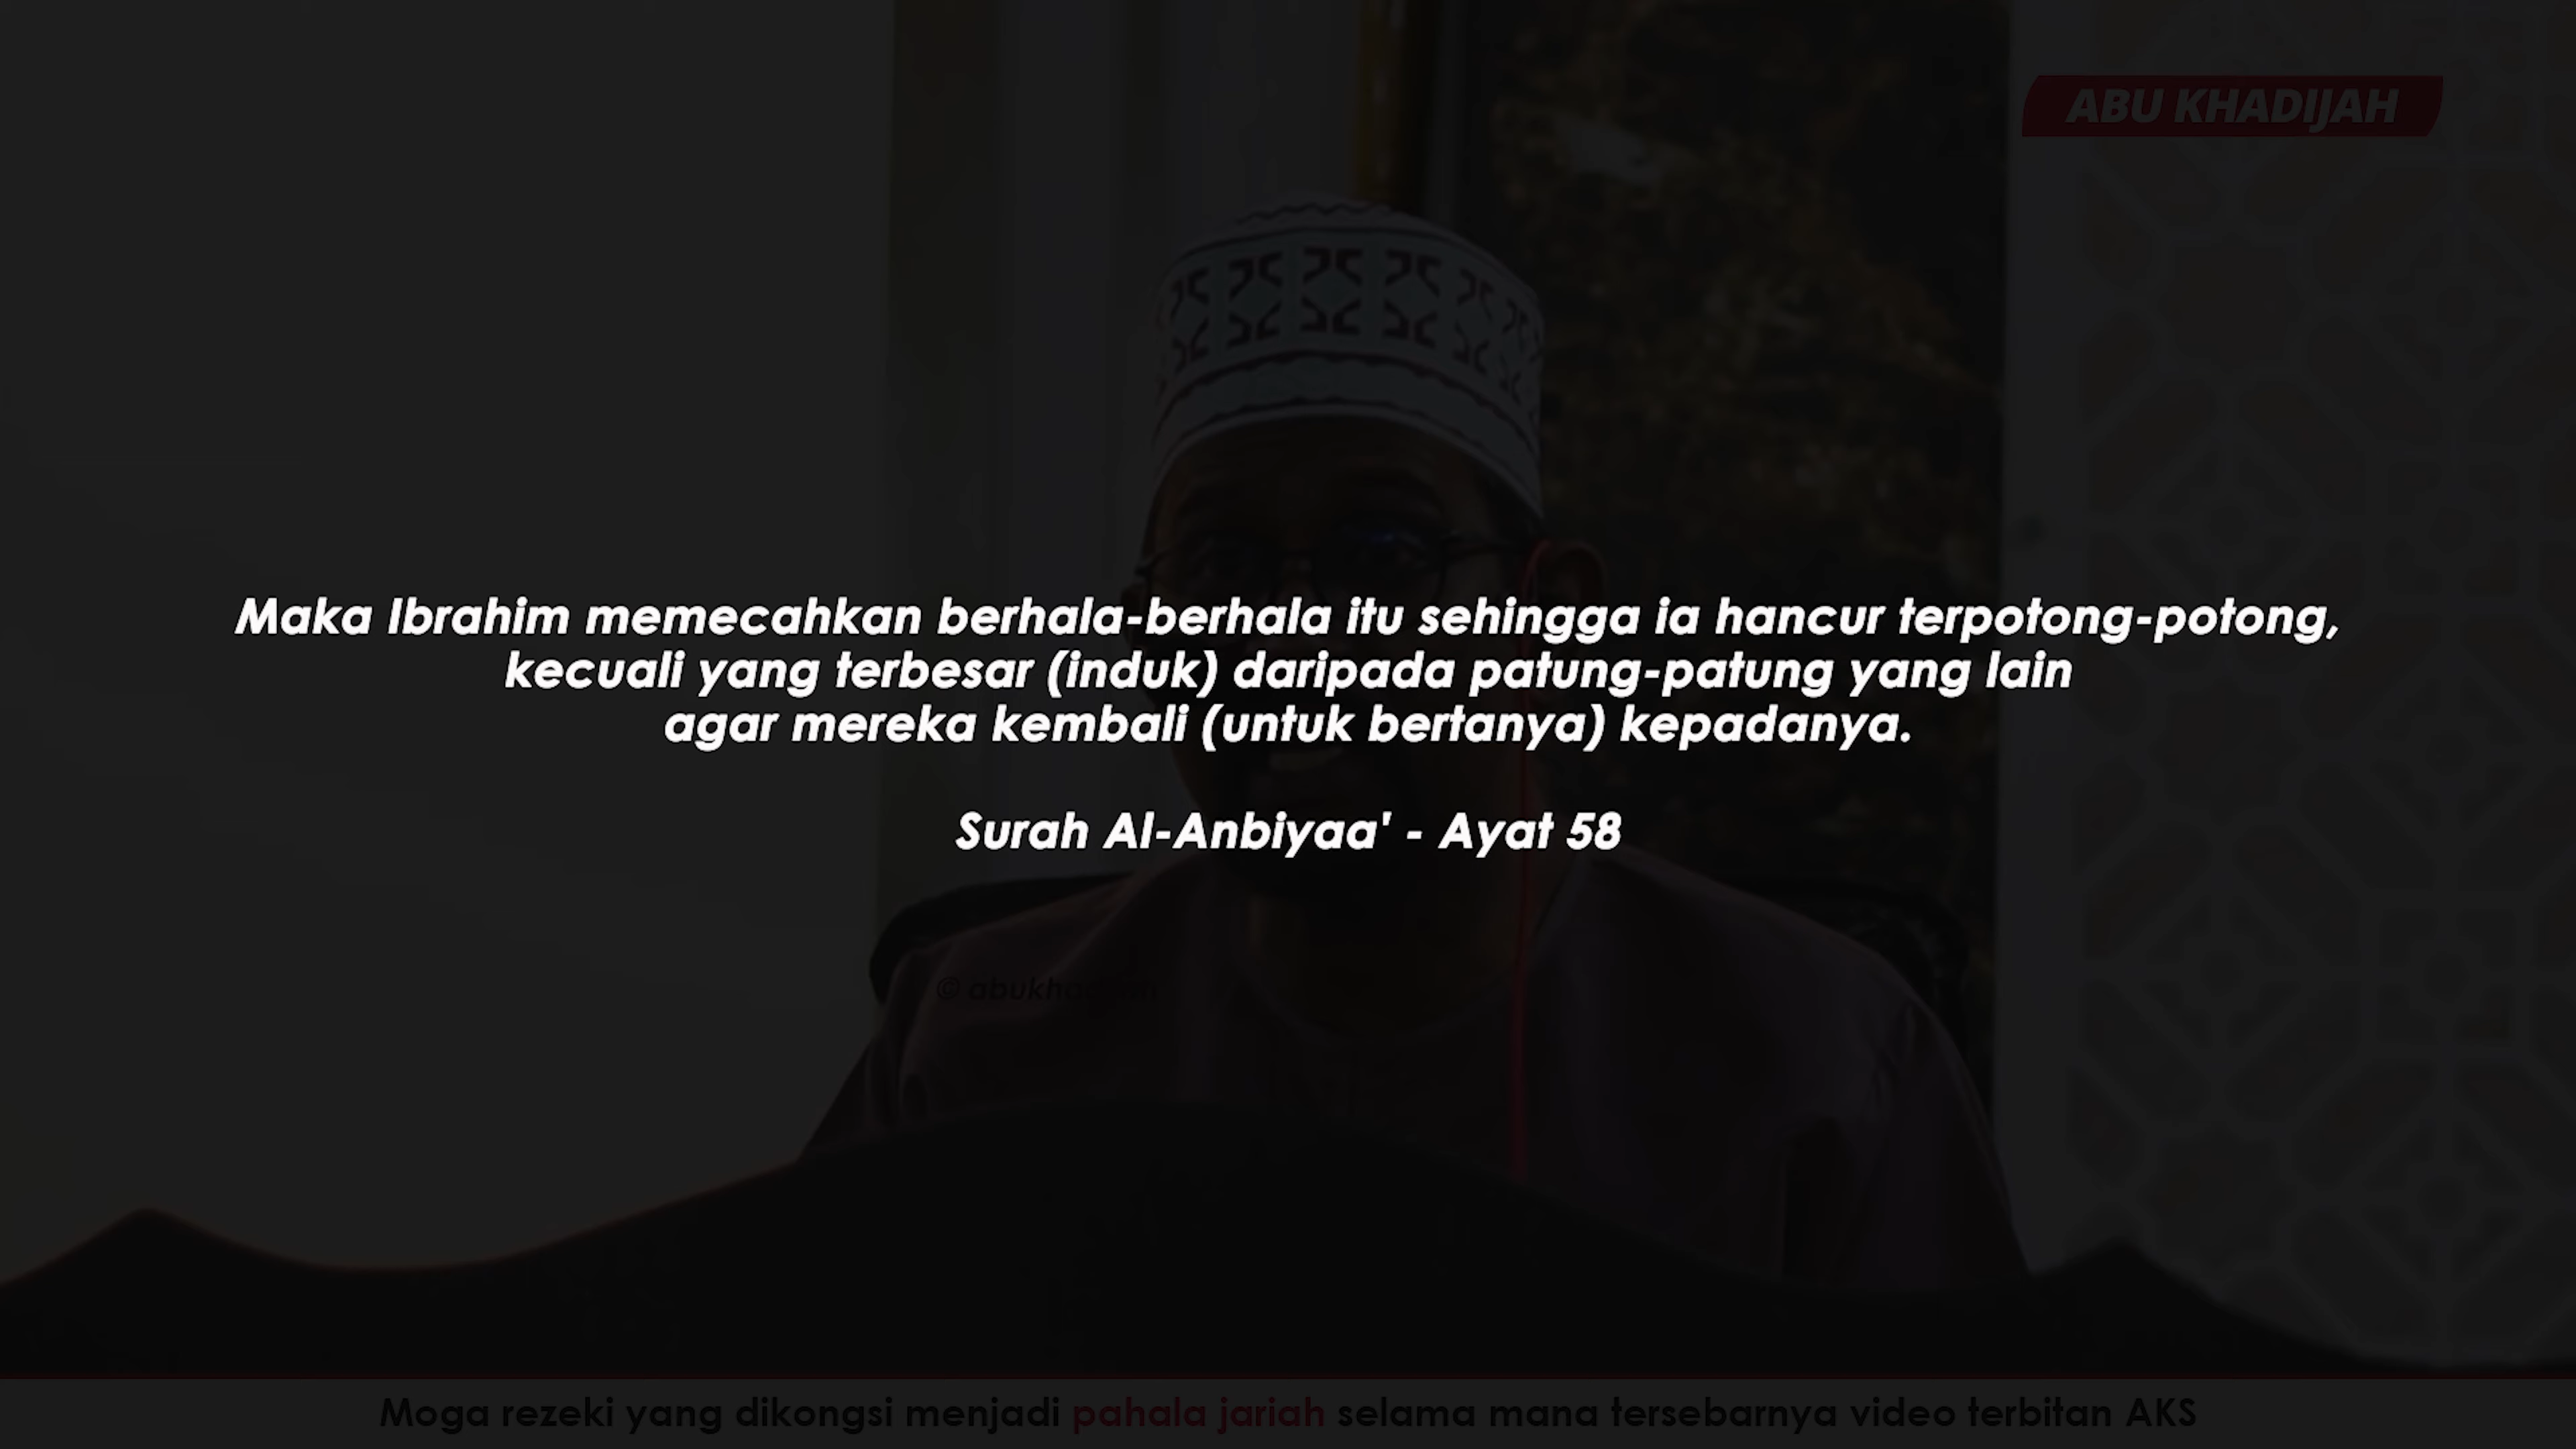 ABU KHADIJAH
Maka Ibrahim memecahkan berhala-berhala itu sehingga ia hancur terpotong-potong,
kecuali yang terbesar (induk) daripada patung-patung yang lain
agar mereka kembali (untuk bertanya) kepadanya.
Surah Al-Anbiyaa' - Ayat 58
© abukhadijah
Moga rezeki yang dikongsi menjadi pahala jariah selama mana tersebarnya video terbitan AKS